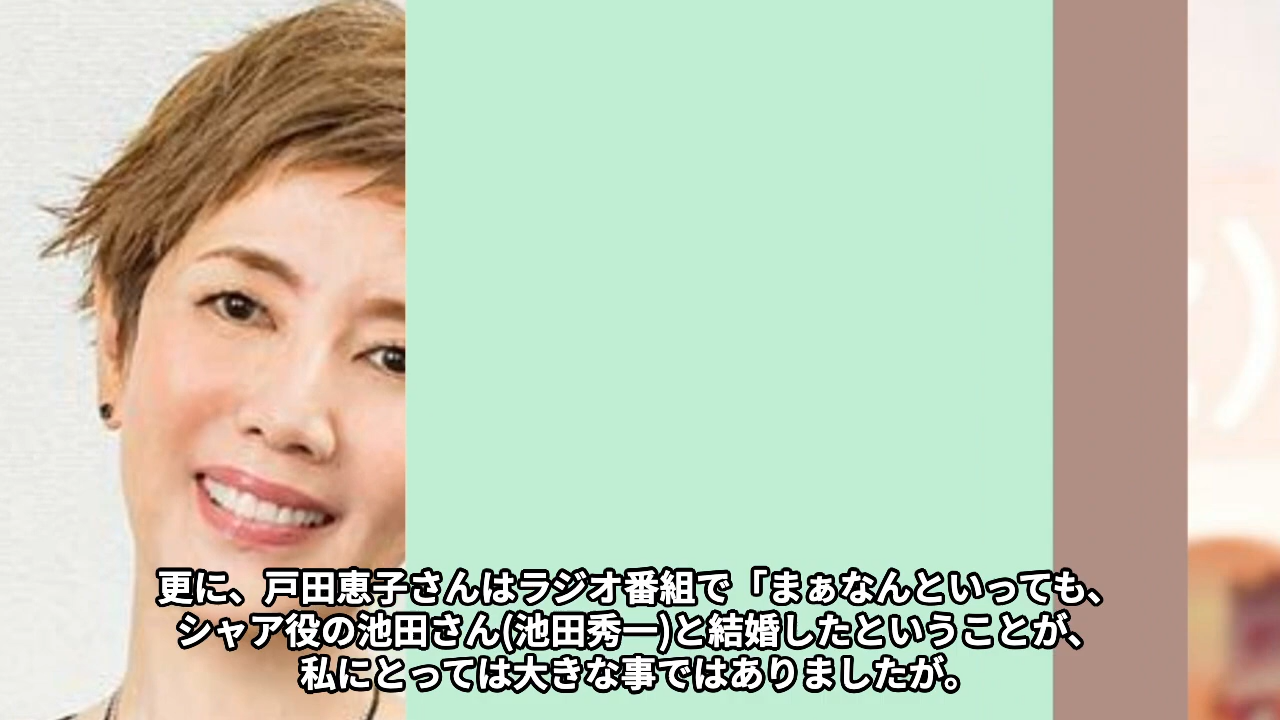 更に、戸田恵子さんはラジオ番組で「まぁなんといっても、
シャア役の池田さん(池田秀一)と結婚したということが、
私にとっては大きな事ではありましたが。